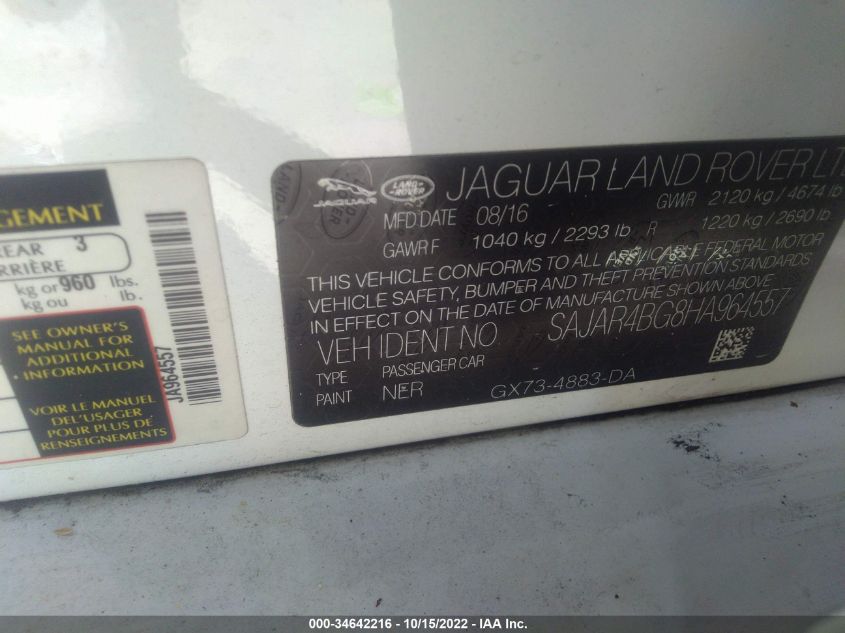 GEMENT
REAR 3
RRIÈRE
kg or 960 lbs.
kg ou lb.
SEE OWNER'S
MANUAL FOR
ADDITIONAL
INFORMATION
VOIR LE MANUEL
DEL'USAGER
POUR PLUS DE
RENSEIGNEMENTS
JA964557
JAGUAR LAND-ROVER JAGUAR LAND ROVER LT
MFD DATE 08/16 GVWR 2120 kg / 4674 lb
GAWR F 1040 kg / 2293 lb R 1220 kg / 2690 lb
THIS VEHICLE CONFORMS TO ALL APPLICABLE FEDERAL MOTOR
VEHICLE SAFETY, BUMPER AND THEFT PREVENTION STANDARDS
IN EFFECT ON THE DATE OF MANUFACTURE SHOWN ABOVE
VEH IDENT NO SAJAR4BG8HA964557
TYPE PASSENGER CAR
PAINT NER GX73-4883-DA
000-34642216 - 10/15/2022 - IMPACT AUTO